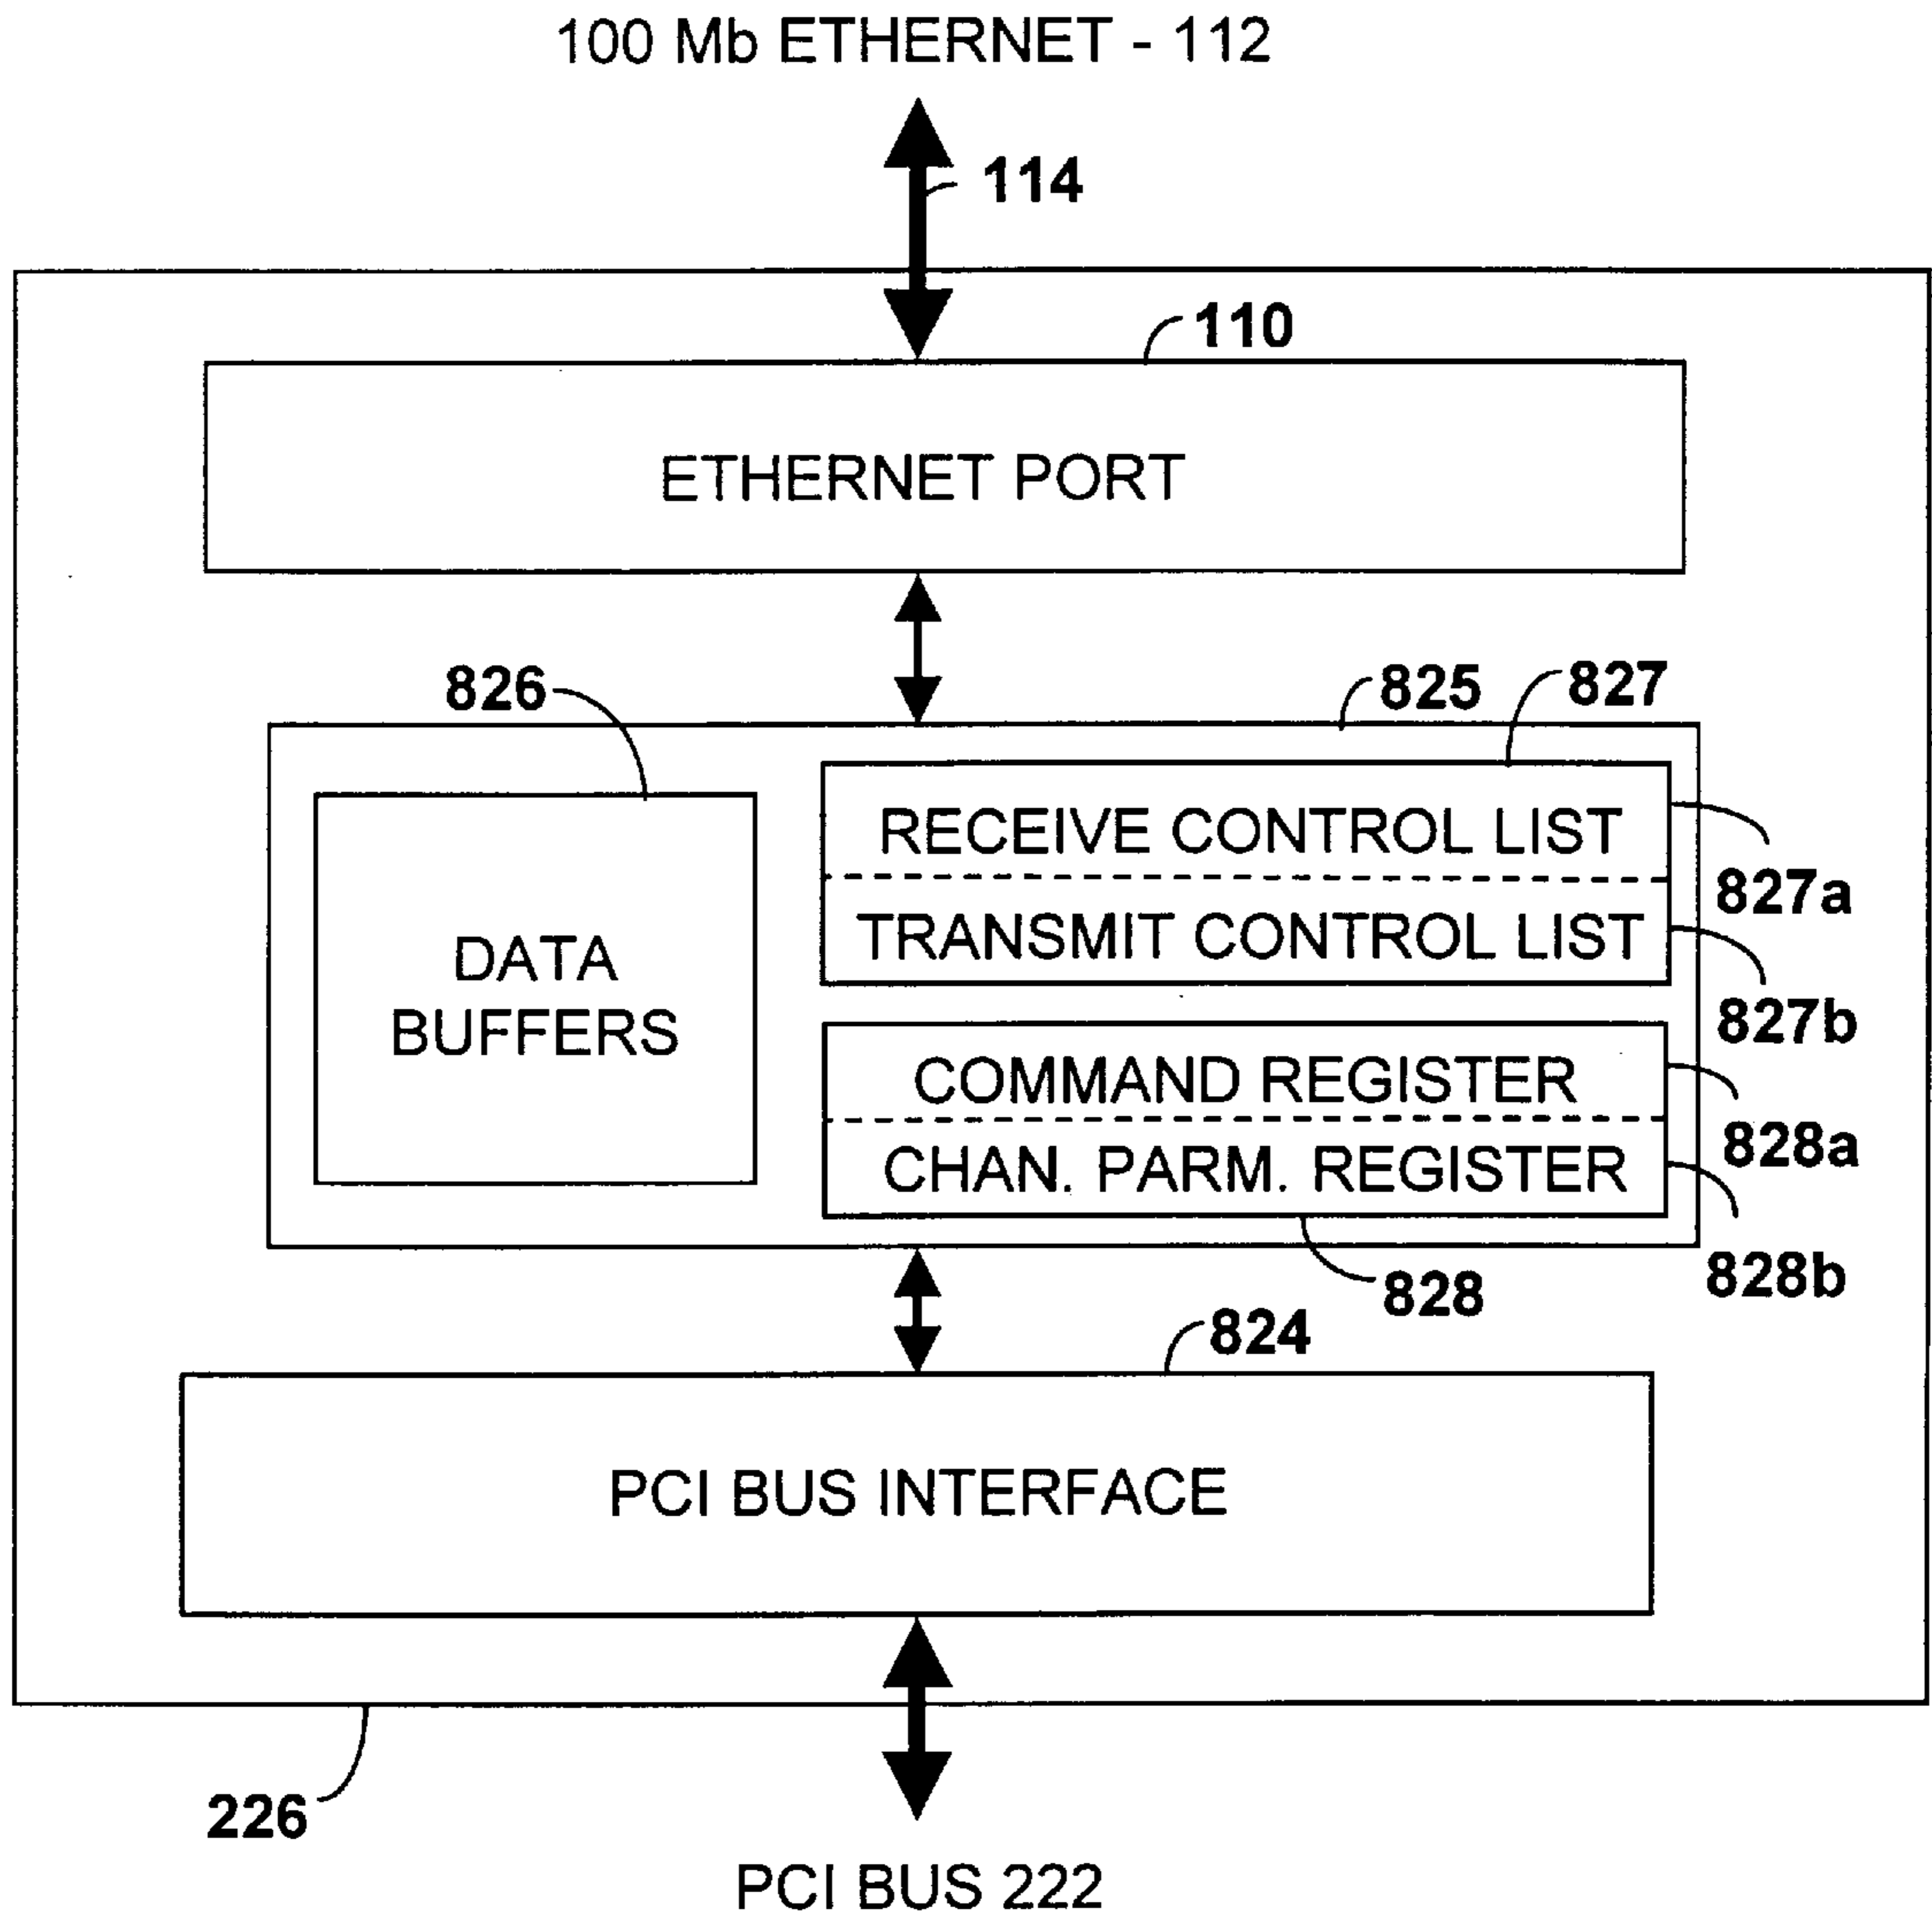 100 Mb ETHERNET - 112
114
110
ETHERNET PORT
826
825
827
RECEIVE CONTROL LIST
827a
TRANSMIT CONTROL LIST
827b
DATA
BUFFERS
COMMAND REGISTER
828a
CHAN. PARM. REGISTER
828b
828
824
PCI BUS INTERFACE
226
PCI BUS 222